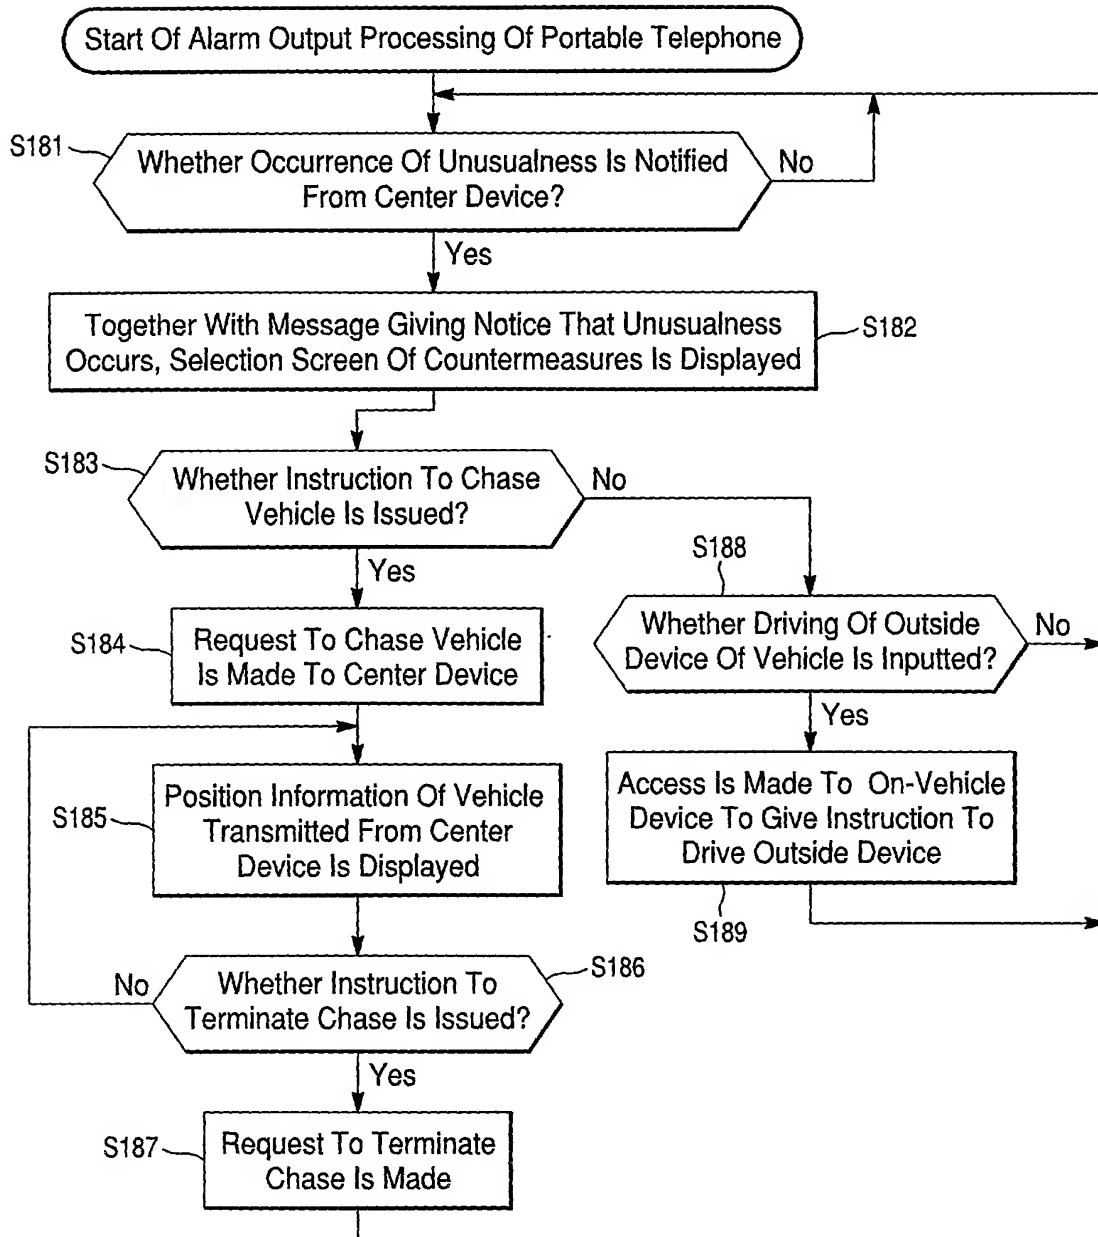 Start Of Alarm Output Processing Of Portable Telephone
S181
Whether Occurrence Of Unusualness Is Notified
From Center Device?
No
Yes
Together With Message Giving Notice That Unusualness
Occurs, Selection Screen Of Countermeasures Is Displayed
S182
S183
Whether Instruction To Chase
Vehicle Is Issued?
No
Yes
S184
Request To Chase Vehicle
Is Made To Center Device
S188
Whether Driving Of Outside
Device Of Vehicle Is Inputted?
No
Yes
S185
Position Information Of Vehicle
Transmitted From Center
Device Is Displayed
Access Is Made To On-Vehicle
Device To Give Instruction To
Drive Outside Device
S189
No
Whether Instruction To
Terminate Chase Is Issued?
S186
Yes
S187
Request To Terminate
Chase Is Made